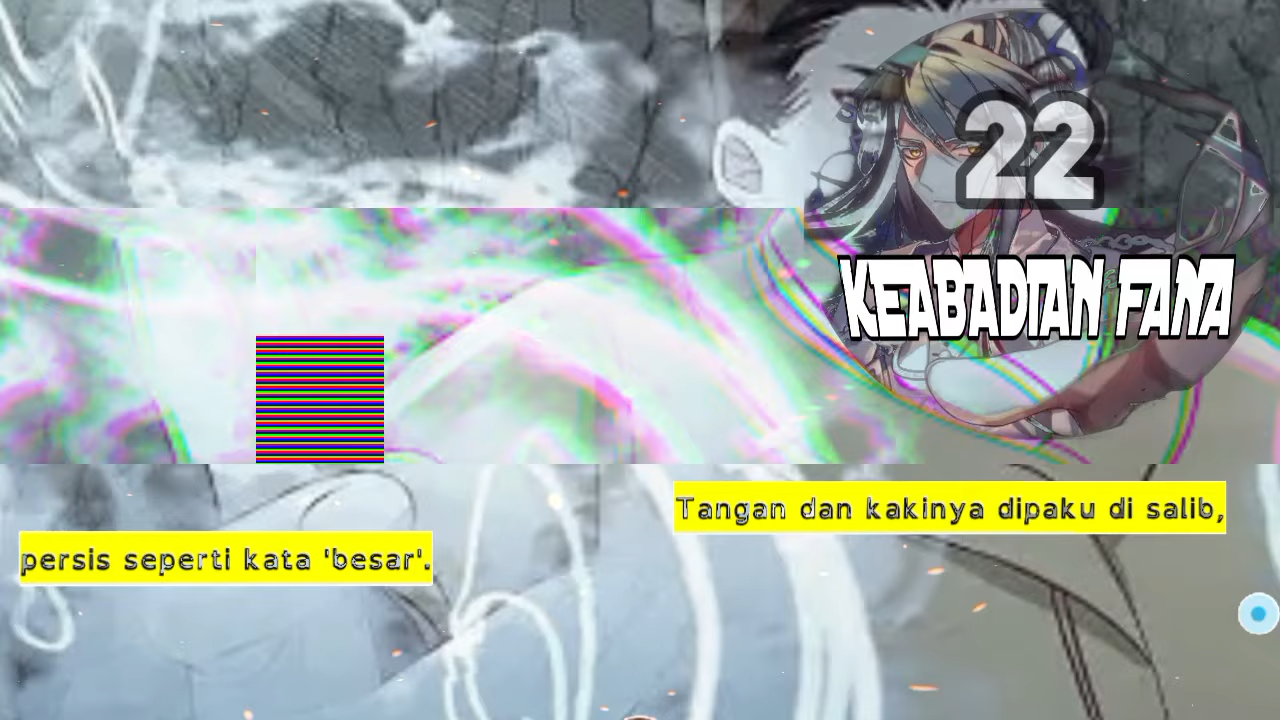 22
KEABADIAN FANA
Tangan dan kakinya dipaku di salib,
persis seperti kata 'besar'.